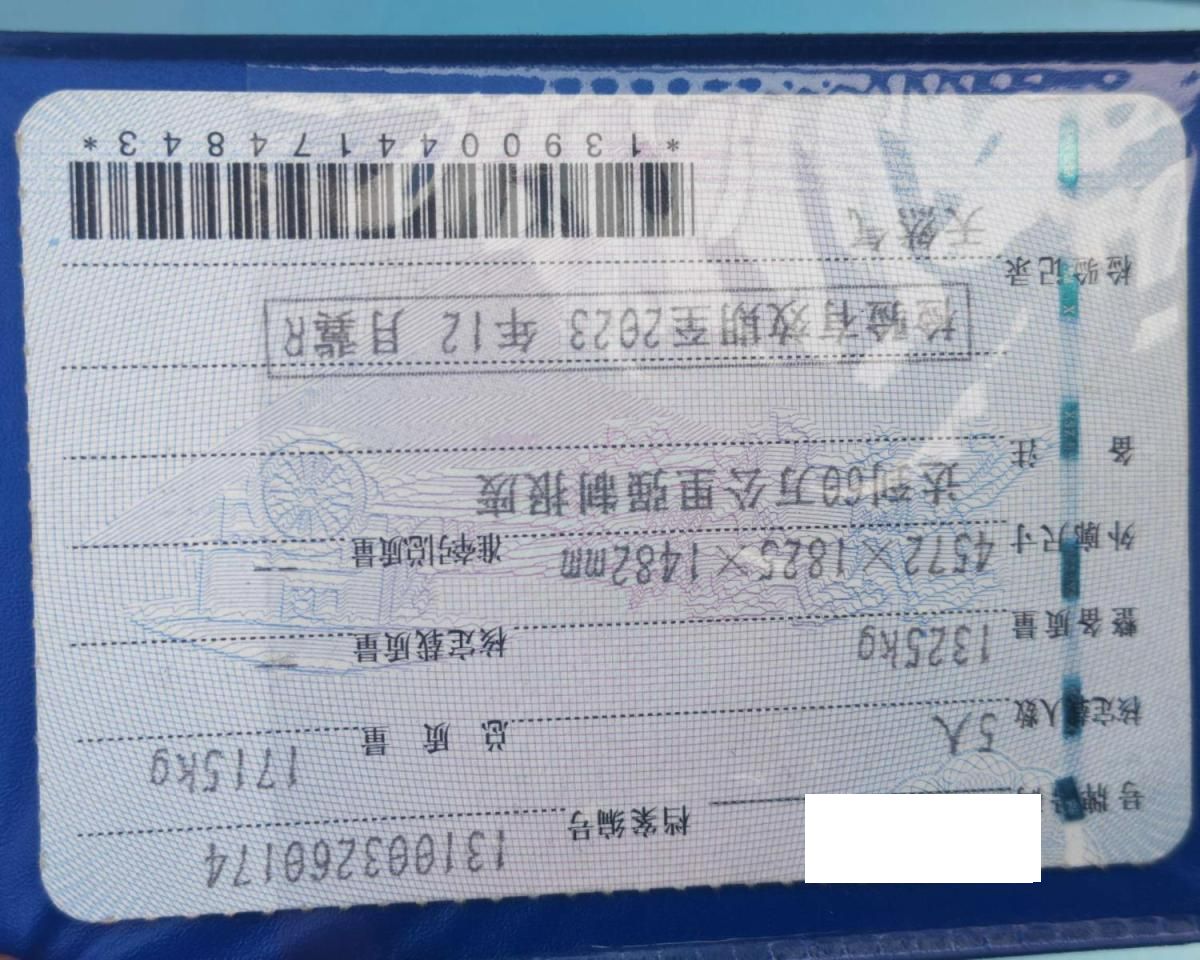 号牌号码 档案编号 131003260174
核定载人数 5人 总质量 1715kg
整备质量 1325kg 核定载质量 --
外廓尺寸 4572×1825×1482mm 准牵引总质量 --
备注 达到60万公里强制报废
检验有效期至2023年12月冀R
检验记录
天然气
*1390044174843*